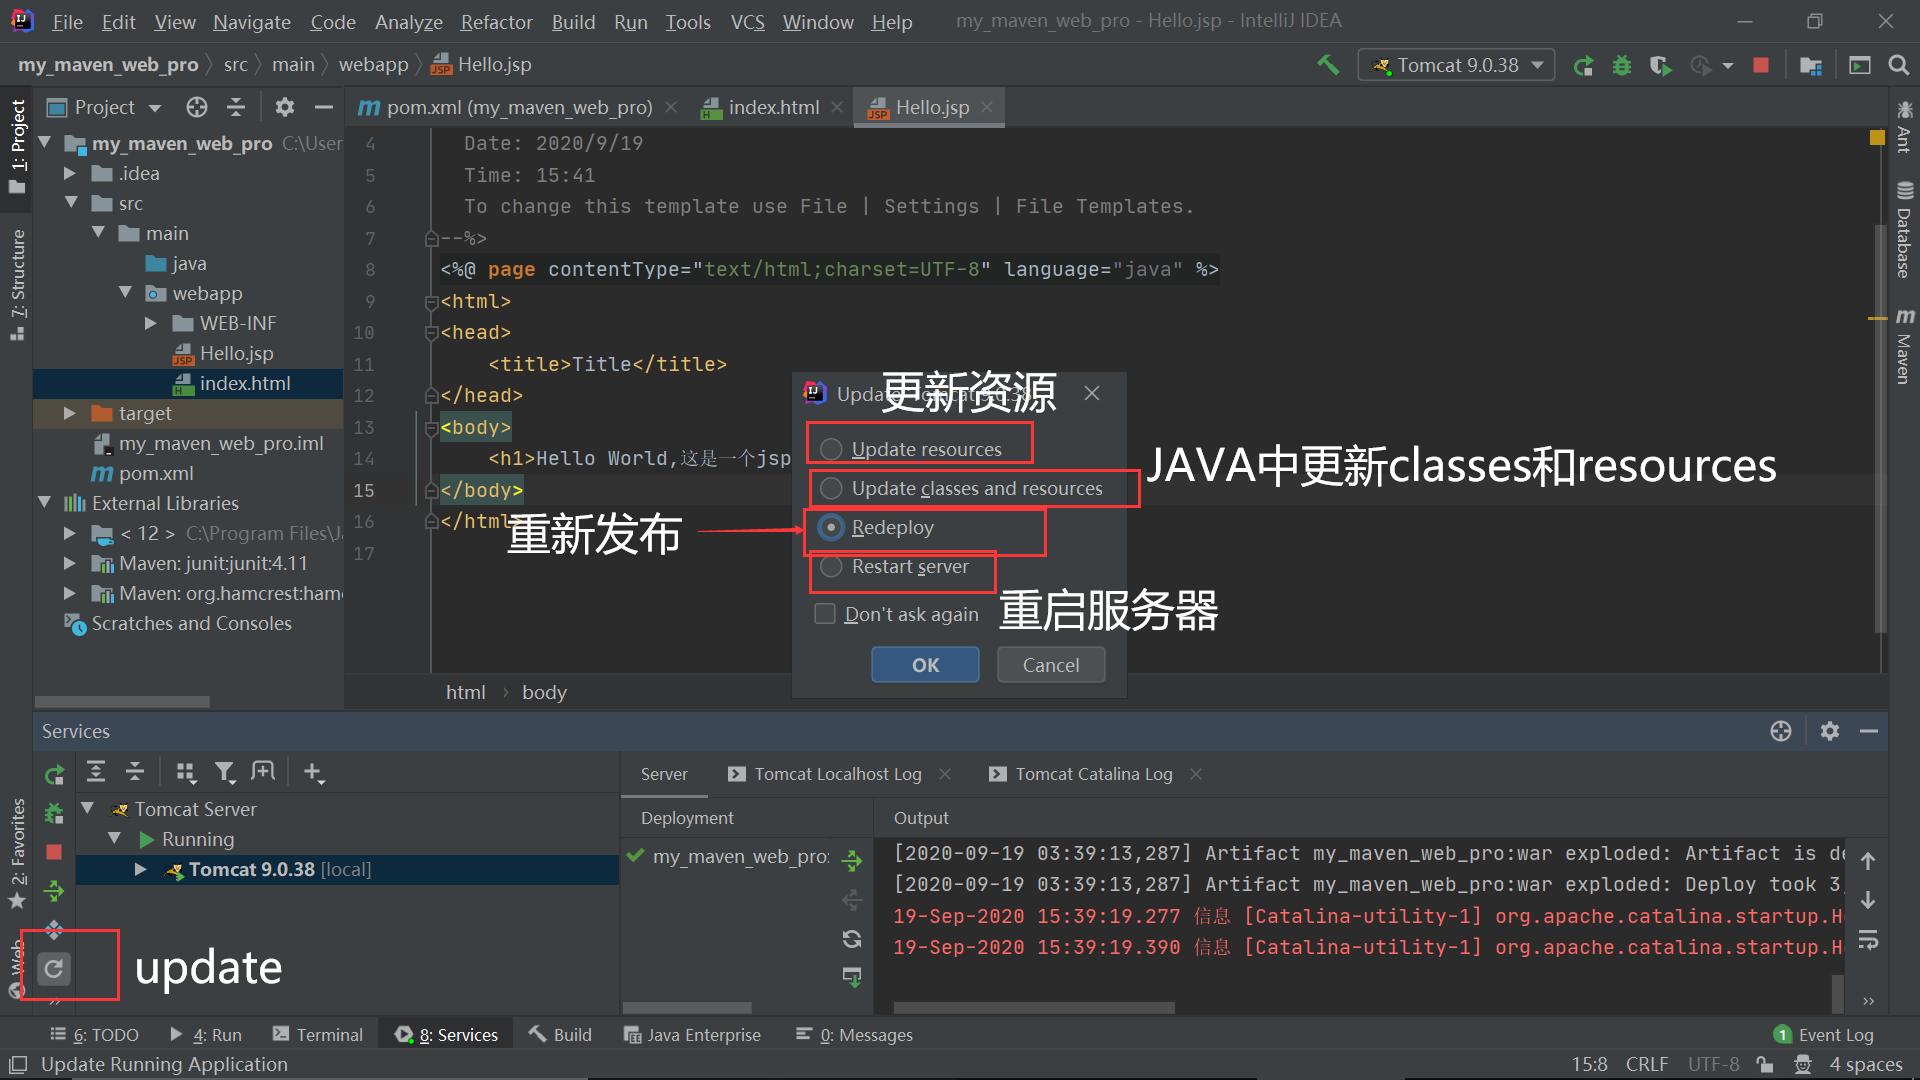 File Edit View Navigate Code Analyze Refactor Build Run Tools VCS Window Help my_maven_web_pro - Hello.jsp - IntelliJ IDEA
my_maven_web_pro src main webapp Hello.jsp
Tomcat 9.0.38
1: Project
7: Structure
2: Favorites
Web
Project
my_maven_web_pro C:\User
.idea
src
main
java
webapp
WEB-INF
Hello.jsp
index.html
target
my_maven_web_pro.iml
pom.xml
External Libraries
< 12 > C:\Program Files\Ja
Maven: junit:junit:4.11
Maven: org.hamcrest:hamc
Scratches and Consoles
pom.xml (my_maven_web_pro)
index.html
Hello.jsp
4 Date: 2020/9/19
5 Time: 15:41
6 To change this template use File | Settings | File Templates.
7 --%>
8 <%@ page contentType="text/html;charset=UTF-8" language="java" %>
9 <html>
10 <head>
11 <title>Title</title>
12 </head>
13 <body>
14 <h1>Hello World,这是一个jsp
15 </body>
16 </html
17
html › body
Ant
Database
Maven
Update Tomcat 9.0.38
更新资源
Update resources
Update classes and resources
JAVA中更新classes和resources
重新发布
Redeploy
Restart server
重启服务器
Don't ask again
OK
Cancel
Services
update
Tomcat Server
Running
Tomcat 9.0.38 [local]
Server
Tomcat Localhost Log
Tomcat Catalina Log
Deployment
my_maven_web_pro:
Output
[2020-09-19 03:39:13,287] Artifact my_maven_web_pro:war exploded: Artifact is de
[2020-09-19 03:39:13,287] Artifact my_maven_web_pro:war exploded: Deploy took 3,
19-Sep-2020 15:39:19.277 信息 [Catalina-utility-1] org.apache.catalina.startup.H
19-Sep-2020 15:39:19.390 信息 [Catalina-utility-1] org.apache.catalina.startup.H
6: TODO
4: Run
Terminal
8: Services
Build
Java Enterprise
0: Messages
1 Event Log
Update Running Application
15:8 CRLF UTF-8 4 spaces